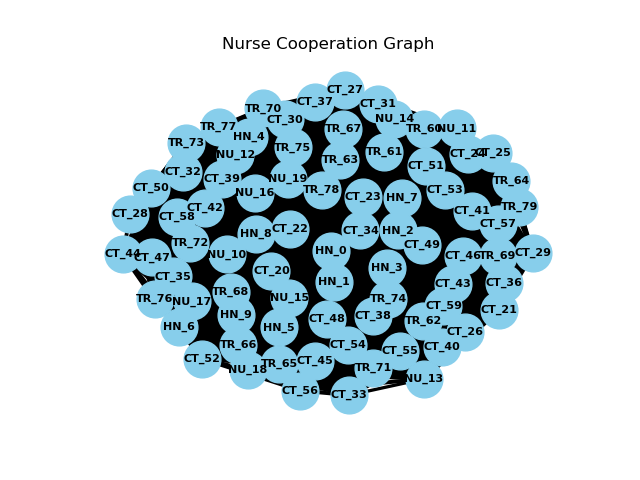 Nurse Cooperation Graph
CT_27
CT_37
CT_31
TR_70
CT_30
NU_14
TR_77
TR_67
TR_60
NU_11
HN_4
TR_73
TR_75
NU_12
TR_61
CT_25
TR_63
CT_51
CT_32
CT_39
NU_19
TR_64
CT_50
NU_16
TR_78
CT_53
CT_23
HN_7
CT_42
TR_79
CT_28
CT_58
CT_41
CT_57
HN_8
CT_22
CT_34
HN_2
TR_72
CT_49
HN_0
CT_44
NU_10
CT_29
CT_47
CT_46
TR_69
HN_3
CT_20
CT_35
HN_1
CT_43
CT_36
TR_68
TR_76
NU_17
NU_15
TR_74
CT_59
CT_21
HN_9
CT_48
CT_38
TR_62
HN_6
HN_5
CT_26
TR_66
CT_54
CT_55
CT_40
CT_52
TR_65
CT_45
NU_18
TR_71
NU_13
CT_56
CT_33